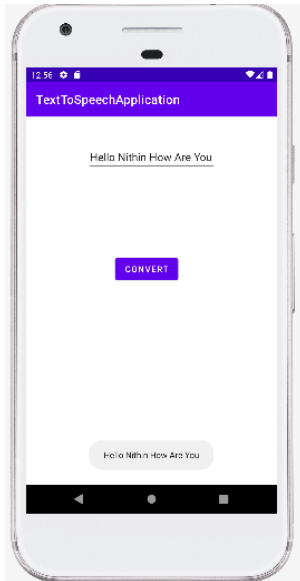 12:56
TextToSpeechApplication
Hello Nithin How Are You
CONVERT
Hello Nithin How Are You